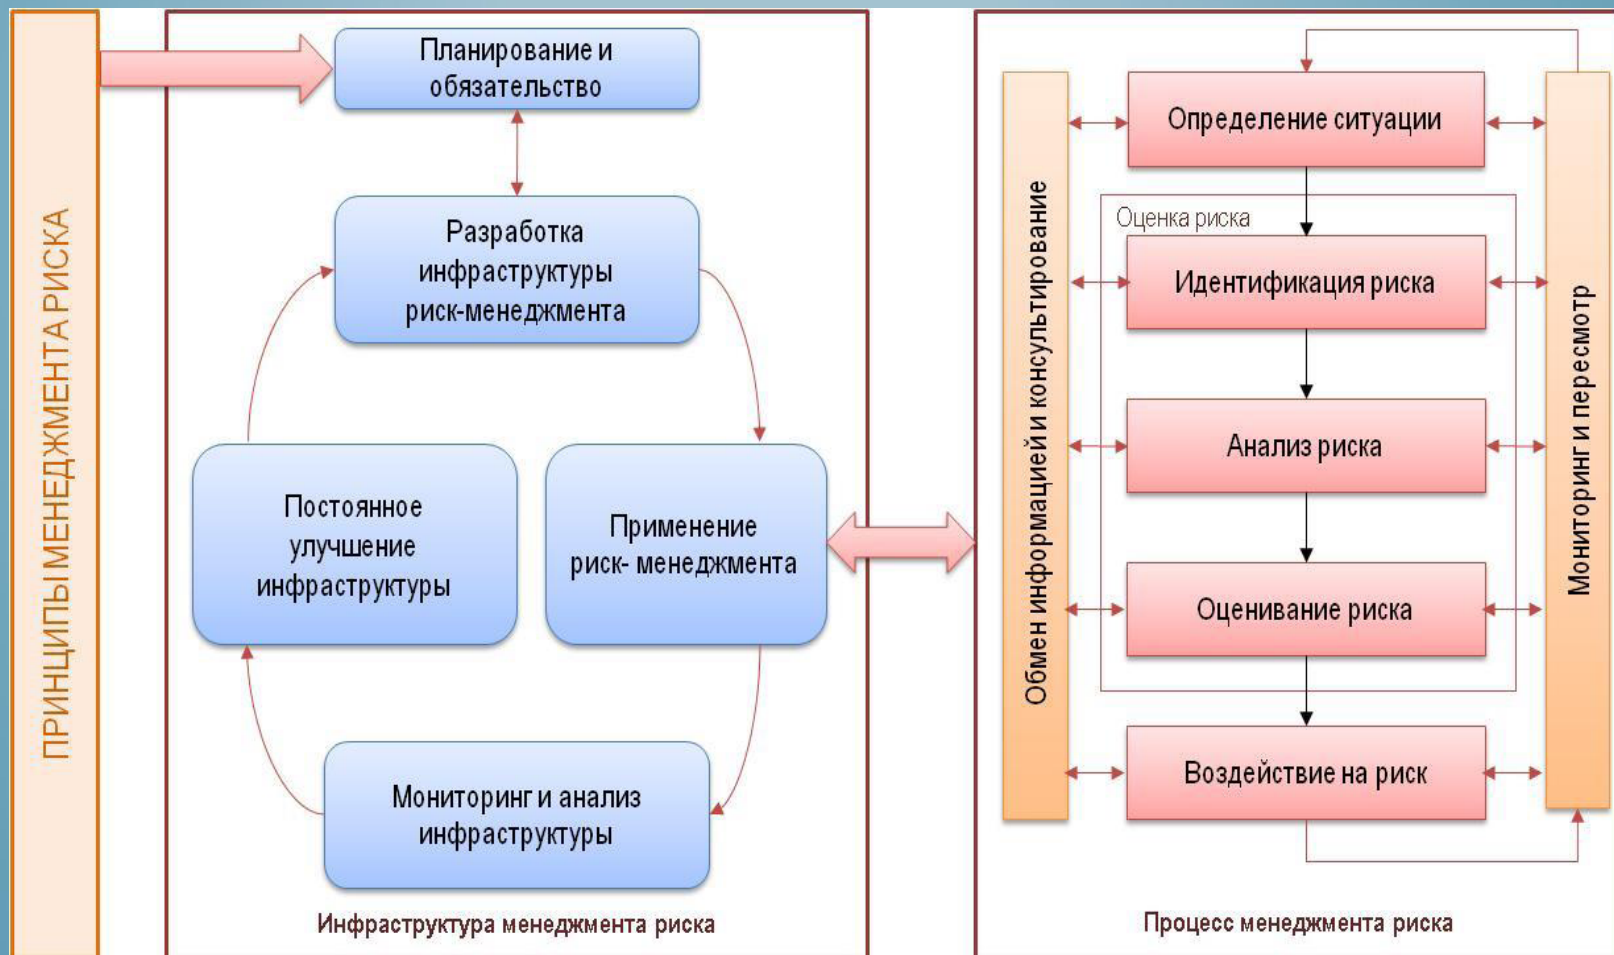 ПРИНЦИПЫ МЕНЕДЖМЕНТА РИСКА
Планирование и
обязательство
Разработка
инфраструктуры
риск-менеджмента
Постоянное
улучшение
инфраструктуры
Применение
риск- менеджмента
Мониторинг и анализ
инфраструктуры
Инфраструктура менеджмента риска
Обмен информацией и консультирование
Определение ситуации
Оценка риска
Идентификация риска
Анализ риска
Оценивание риска
Воздействие на риск
Мониторинг и пересмотр
Процесс менеджмента риска